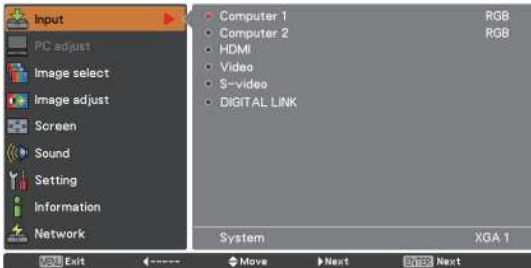 Input
PC adjust
Image select
Image adjust
Screen
Sound
Setting
Information
Network
Computer 1 RGB
Computer 2 RGB
HDMI
Video
S-video
DIGITAL LINK
System XGA 1
MENU Exit ◀----- Move Next ENTER Next